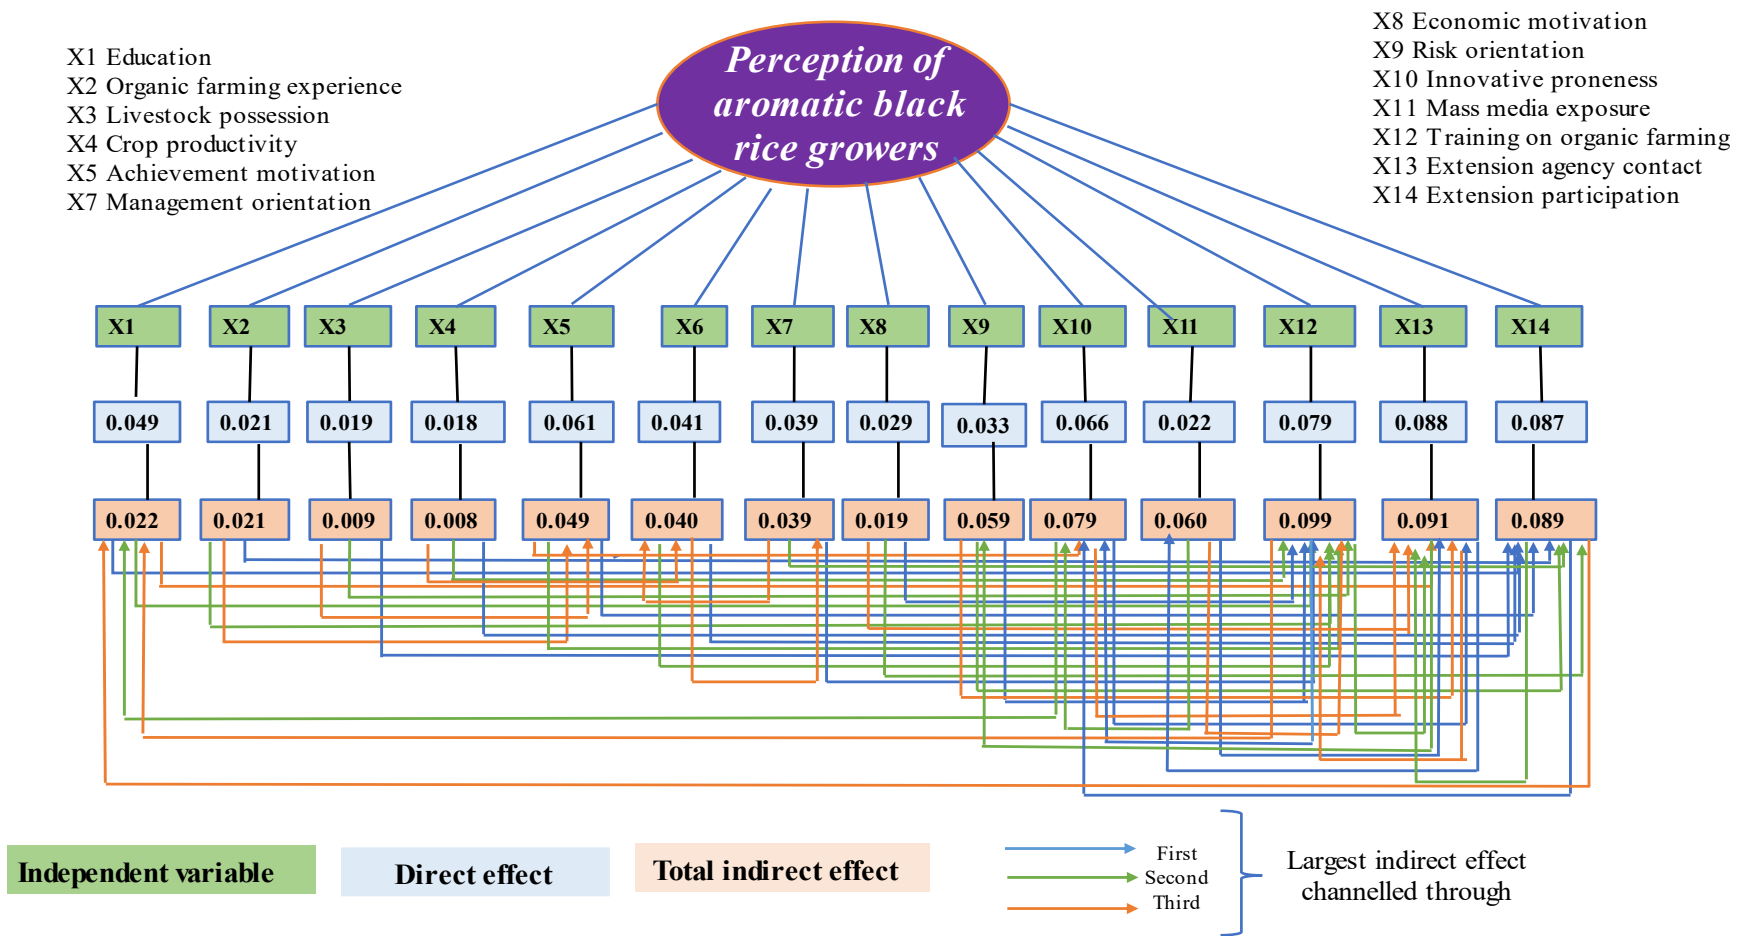 X1 Education
X2 Organic farming experience
X3 Livestock possession
X4 Crop productivity
X5 Achievement motivation
X7 Management orientation
Perception of
aromatic black
rice growers
X8 Economic motivation
X9 Risk orientation
X10 Innovative proneness
X11 Mass media exposure
X12 Training on organic farming
X13 Extension agency contact
X14 Extension participation
X1 X2 X3 X4 X5 X6 X7 X8 X9 X10 X11 X12 X13 X14
0.049 0.021 0.019 0.018 0.061 0.041 0.039 0.029 0.033 0.066 0.022 0.079 0.088 0.087
0.022 0.021 0.009 0.008 0.049 0.040 0.039 0.019 0.059 0.079 0.060 0.099 0.091 0.089
Independent variable
Direct effect
Total indirect effect
First
Second
Third
Largest indirect effect
channelled through